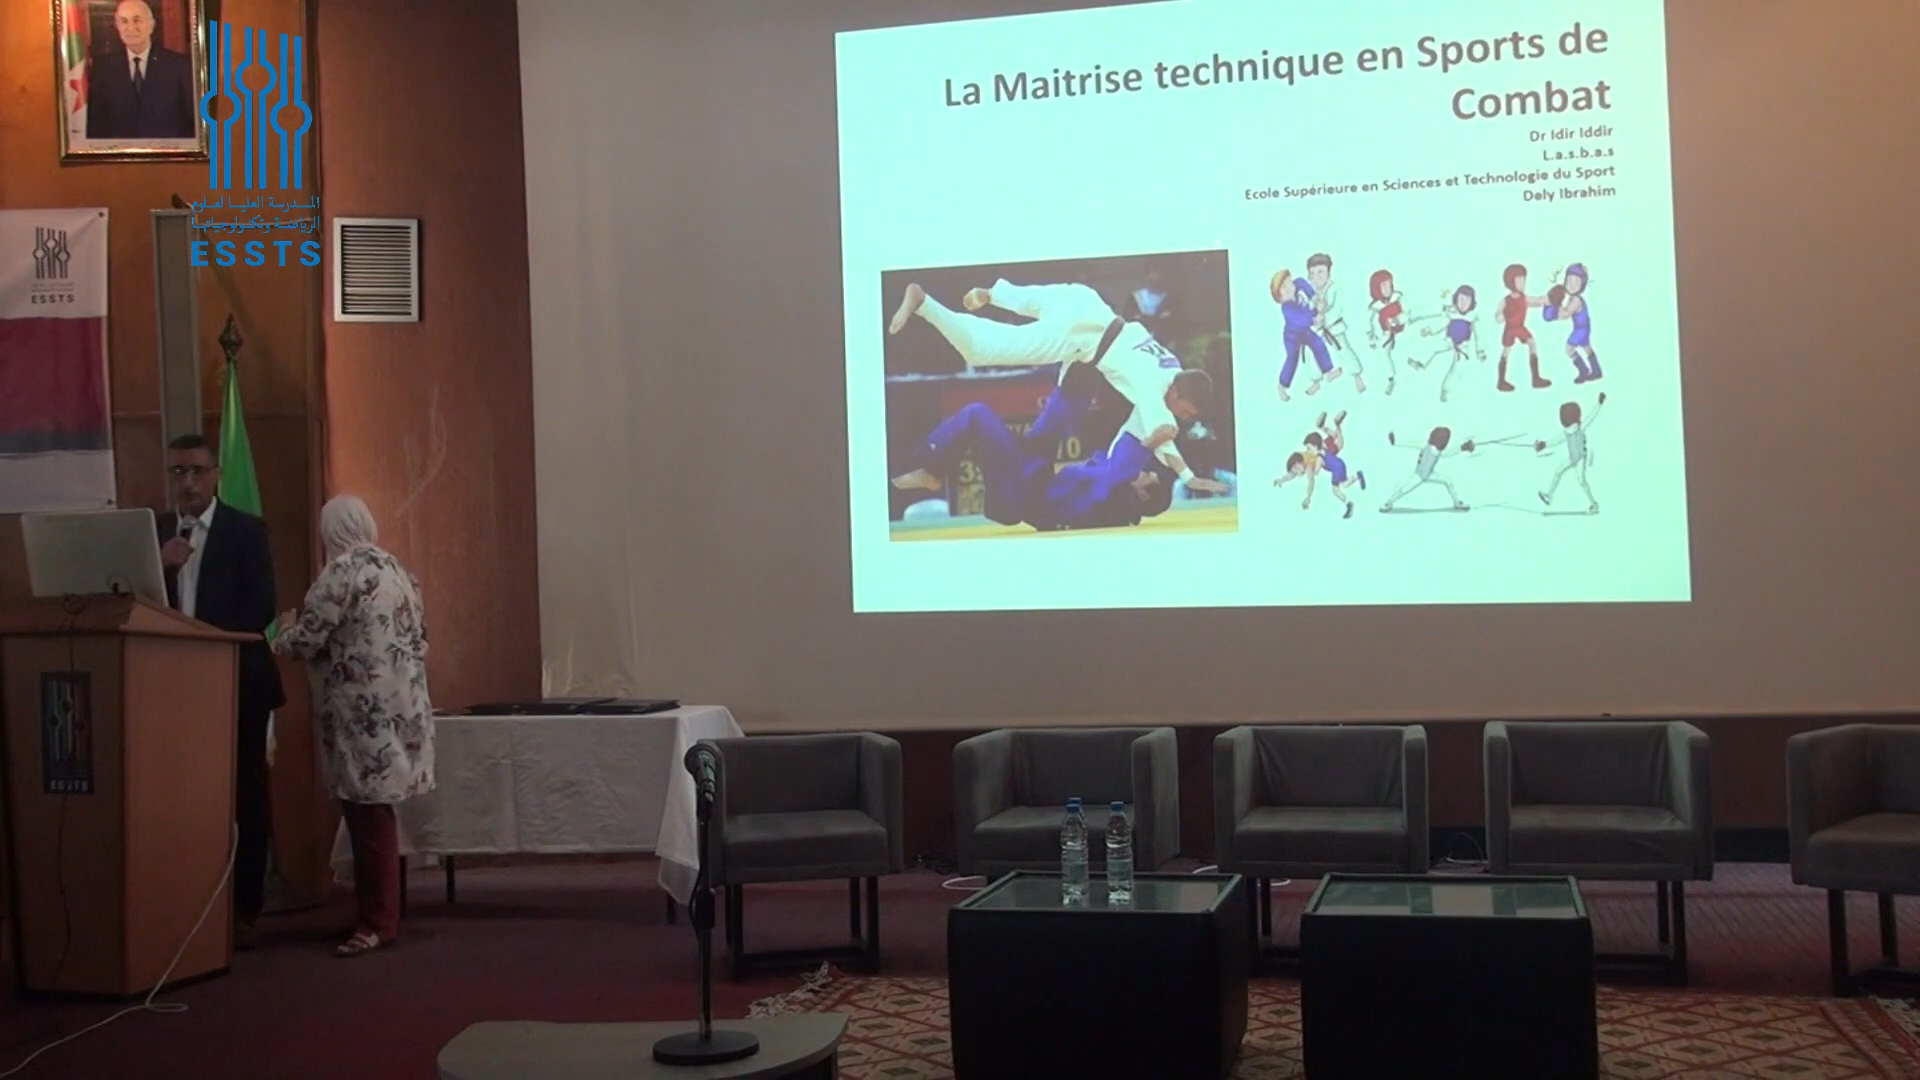 La Maitrise technique en Sports de
Combat
Dr Idir Iddir
L.a.s.b.a.s
Ecole Supérieure en Sciences et Technologie du Sport
Dely Ibrahim
المدرسة العليا لعلوم
الرياضة وتكنولوجياتها
ESSTS
ESSTS
ESSTS